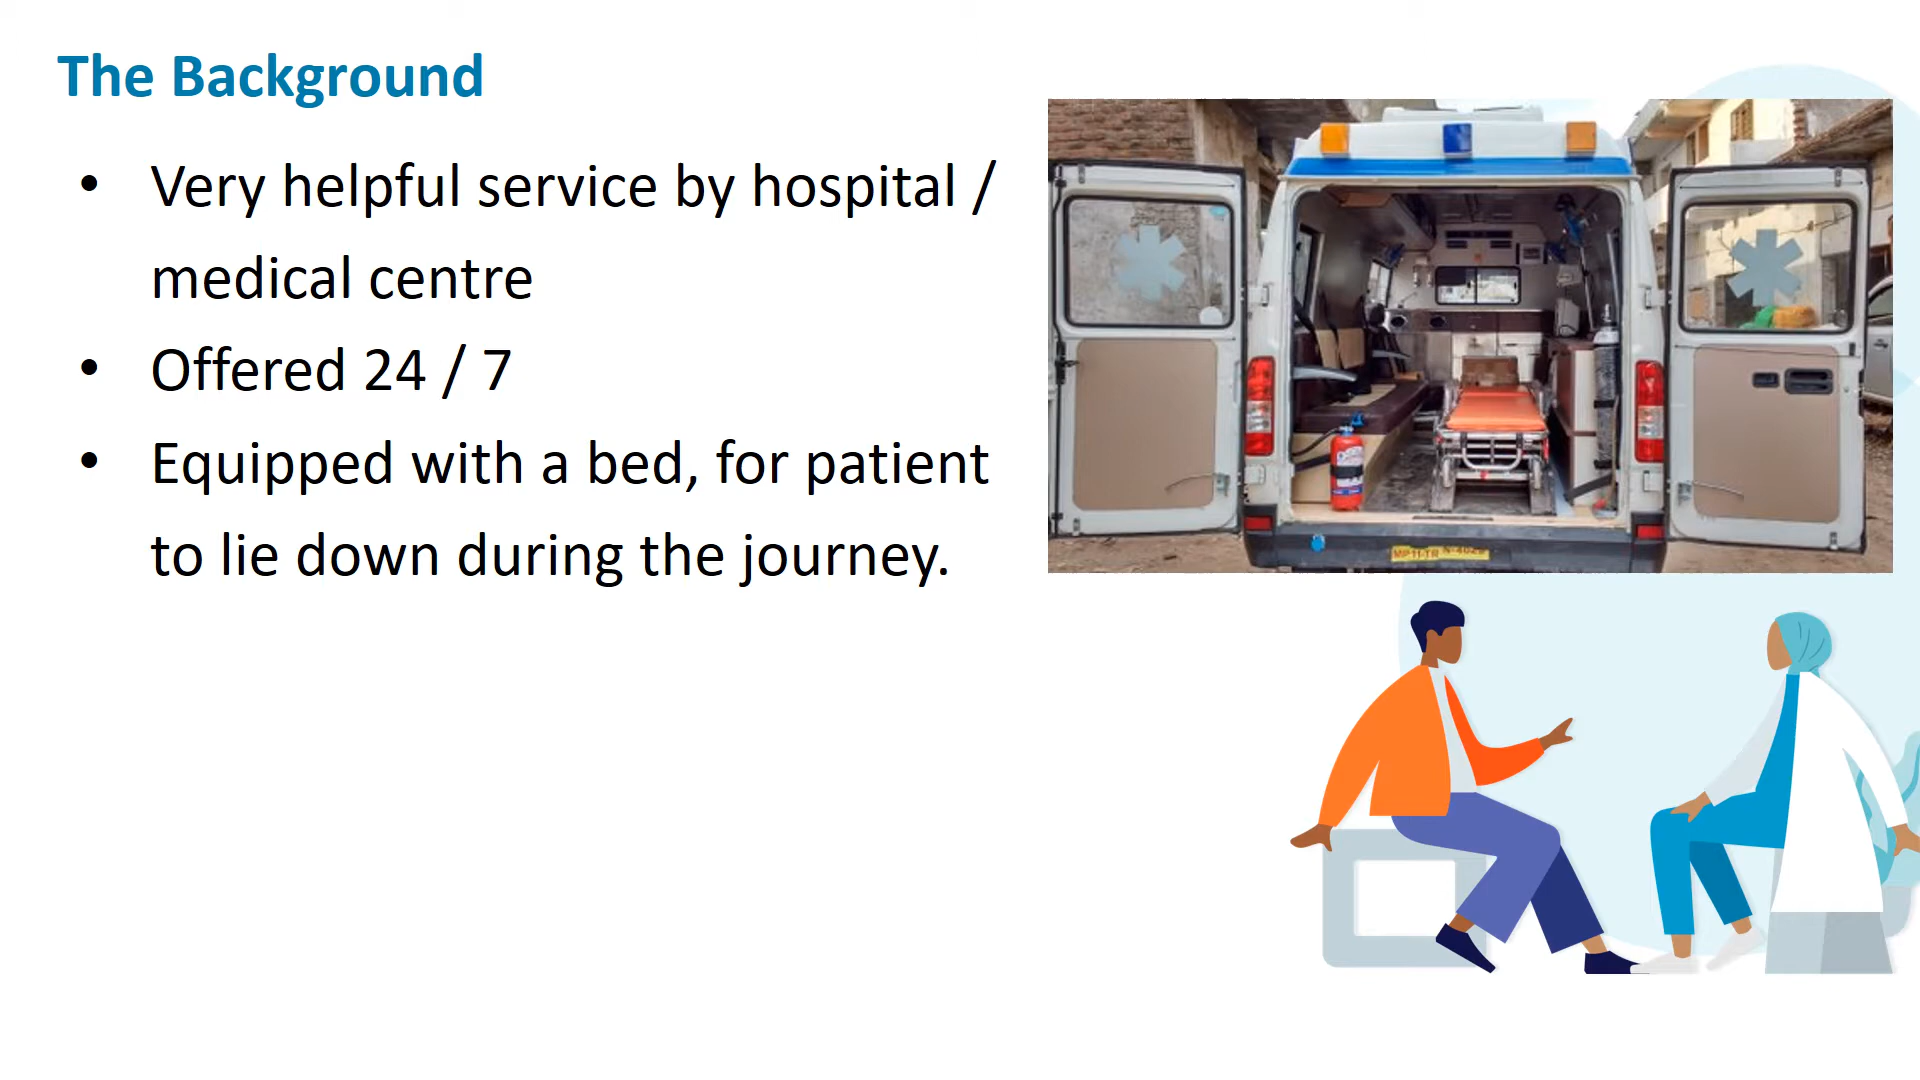 The Background
• Very helpful service by hospital /
medical centre
• Offered 24 / 7
• Equipped with a bed, for patient
to lie down during the journey.